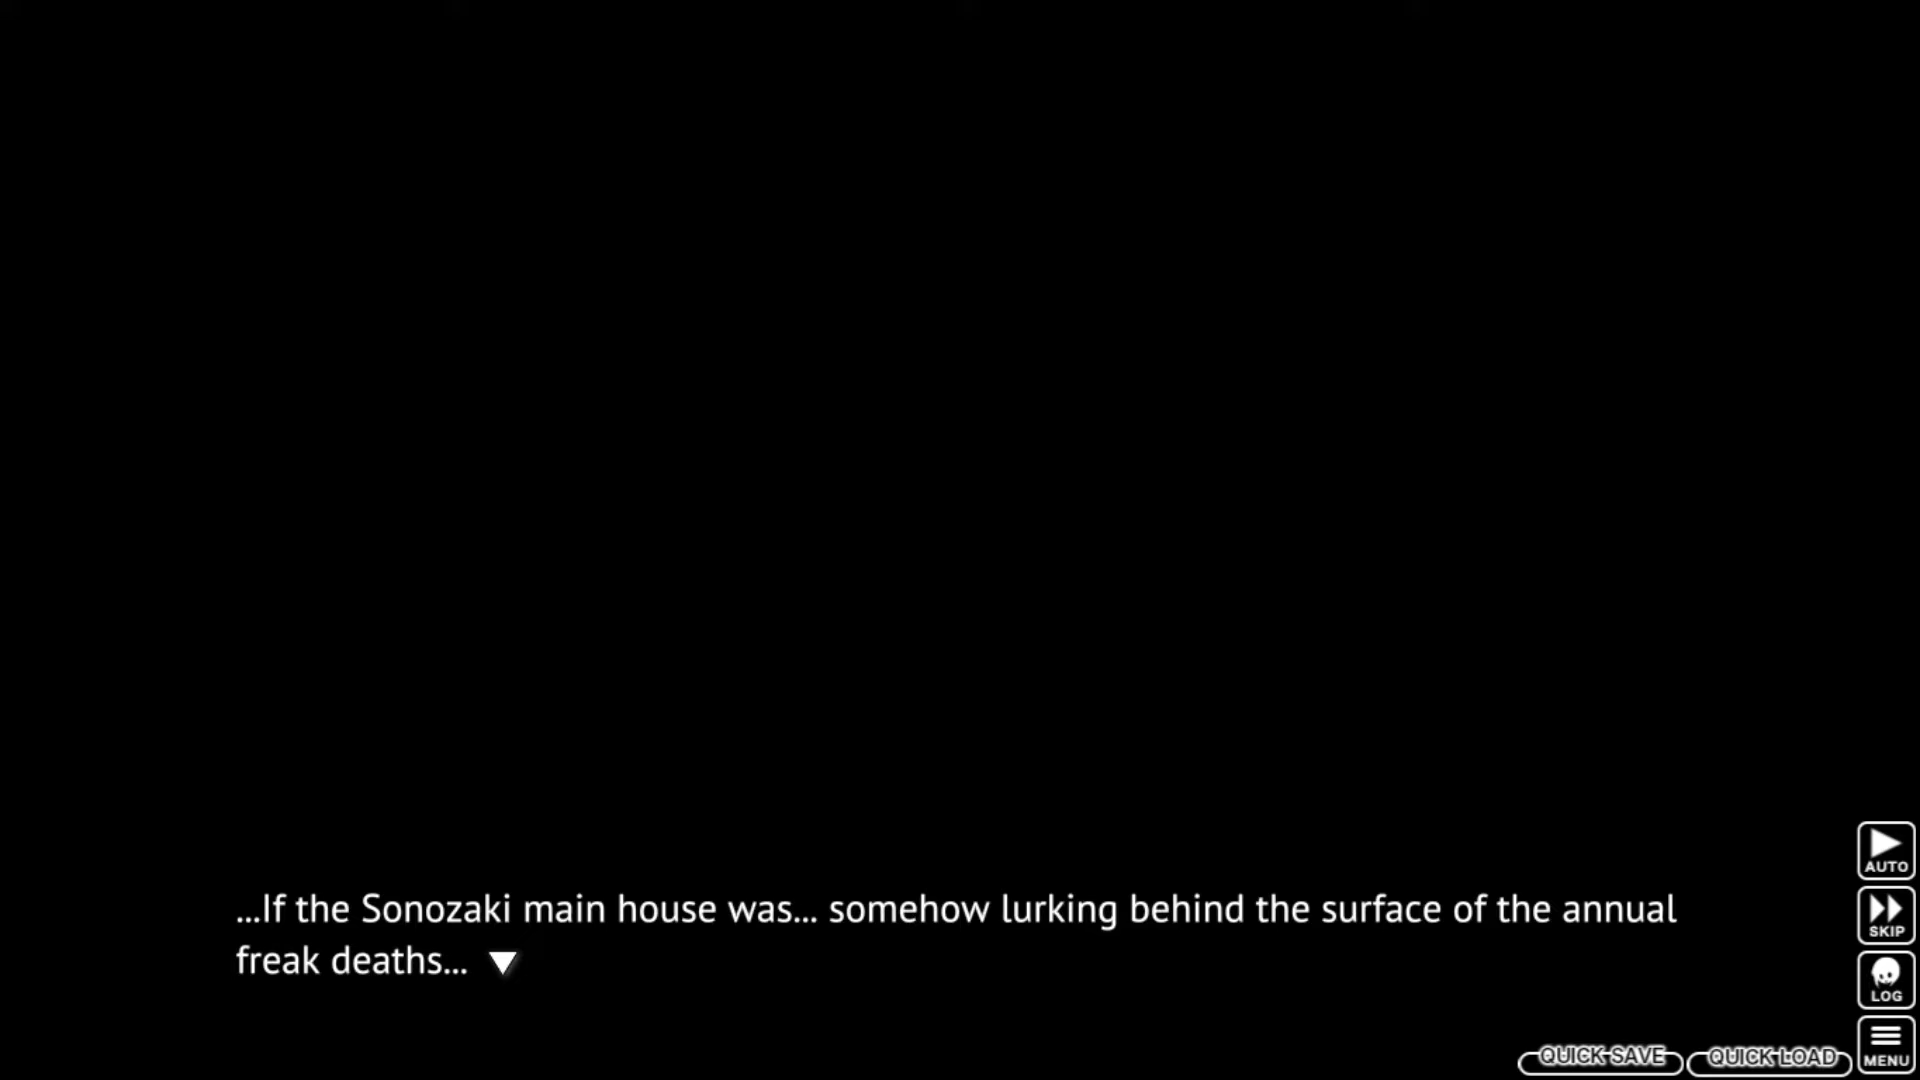 ...If the Sonozaki main house was... somehow lurking behind the surface of the annual
freak deaths...
AUTO
SKIP
LOG
MENU
QUICK SAVE
QUICK LOAD